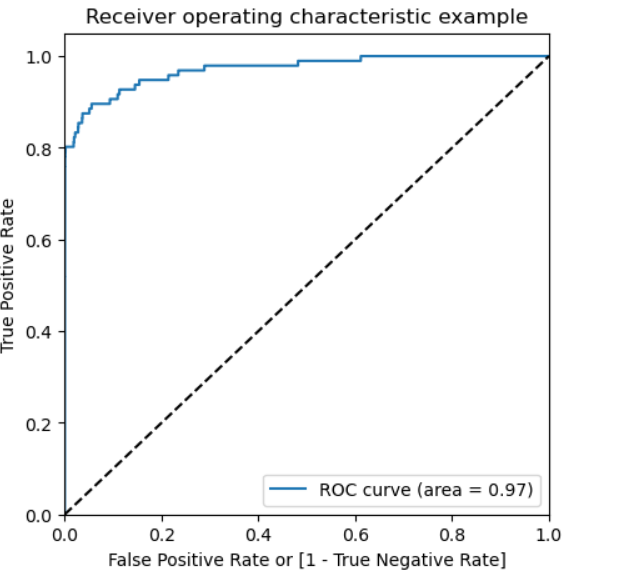 Receiver operating characteristic example
1.0
0.8
0.6
0.4
0.2
0.0
True Positive Rate
ROC curve (area = 0.97)
0.0 0.2 0.4 0.6 0.8 1.0
False Positive Rate or [1 - True Negative Rate]